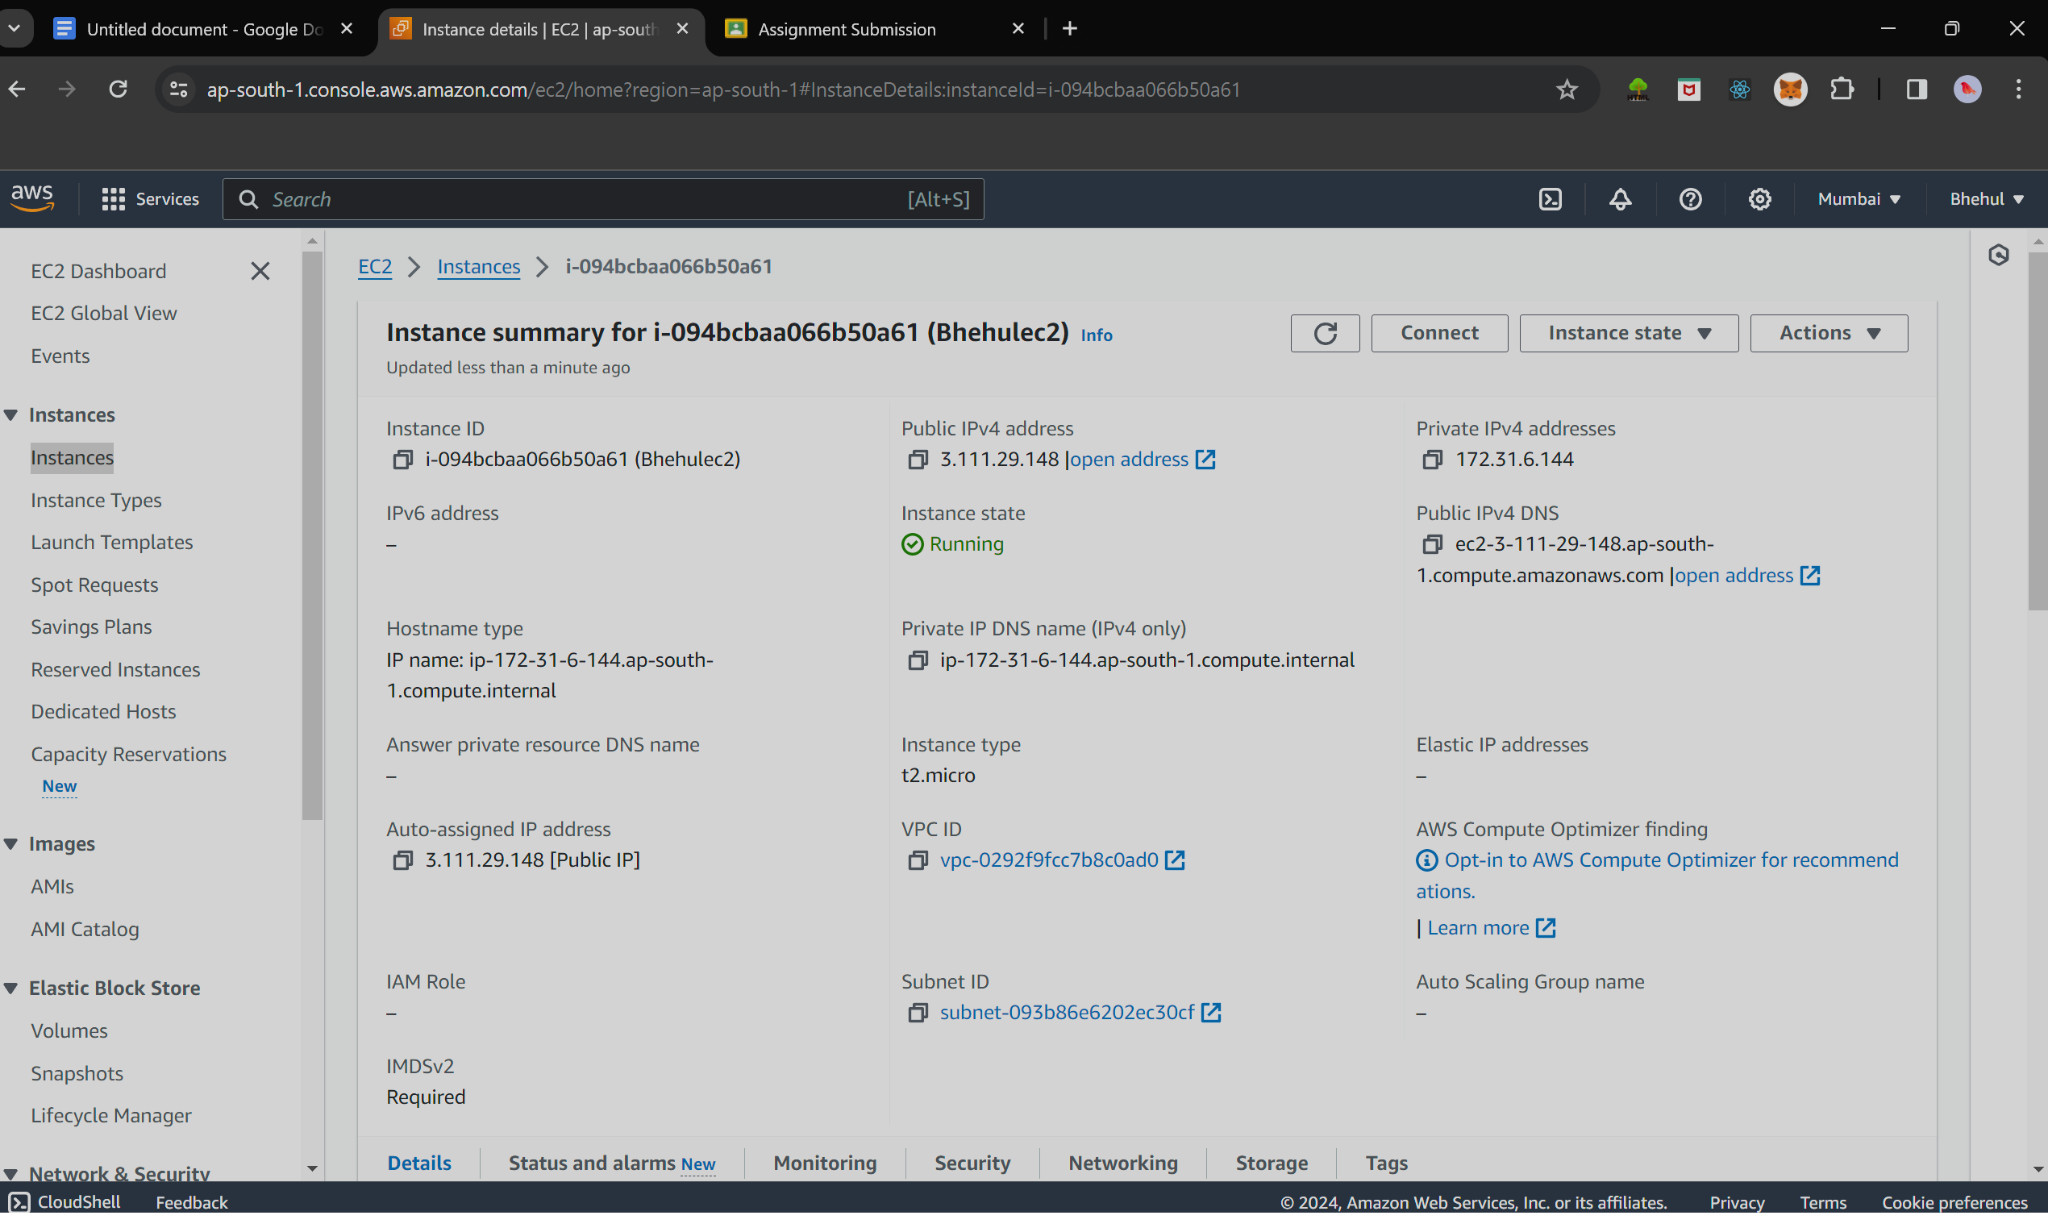 Untitled document - Google Do
Instance details | EC2 | ap-south
Assignment Submission
ap-south-1.console.aws.amazon.com/ec2/home?region=ap-south-1#InstanceDetails:instanceId=i-094bcbaa066b50a61
aws
Services
Search
[Alt+S]
Mumbai
Bhehul
EC2 Dashboard
EC2 Global View
Events
Instances
Instances
Instance Types
Launch Templates
Spot Requests
Savings Plans
Reserved Instances
Dedicated Hosts
Capacity Reservations
New
Images
AMIs
AMI Catalog
Elastic Block Store
Volumes
Snapshots
Lifecycle Manager
Network & Security
EC2 > Instances > i-094bcbaa066b50a61
Instance summary for i-094bcbaa066b50a61 (Bhehulec2) Info
Updated less than a minute ago
Connect
Instance state
Actions
Instance ID
i-094bcbaa066b50a61 (Bhehulec2)
Public IPv4 address
3.111.29.148 |open address
Private IPv4 addresses
172.31.6.144
IPv6 address
–
Instance state
Running
Public IPv4 DNS
ec2-3-111-29-148.ap-south-
1.compute.amazonaws.com |open address
Hostname type
IP name: ip-172-31-6-144.ap-south-
1.compute.internal
Private IP DNS name (IPv4 only)
ip-172-31-6-144.ap-south-1.compute.internal
Answer private resource DNS name
–
Instance type
t2.micro
Elastic IP addresses
–
Auto-assigned IP address
3.111.29.148 [Public IP]
VPC ID
vpc-0292f9fcc7b8c0ad0
AWS Compute Optimizer finding
Opt-in to AWS Compute Optimizer for recommend
ations.
| Learn more
IAM Role
–
Subnet ID
subnet-093b86e6202ec30cf
Auto Scaling Group name
–
IMDSv2
Required
Details
Status and alarms New
Monitoring
Security
Networking
Storage
Tags
CloudShell
Feedback
© 2024, Amazon Web Services, Inc. or its affiliates.
Privacy
Terms
Cookie preferences